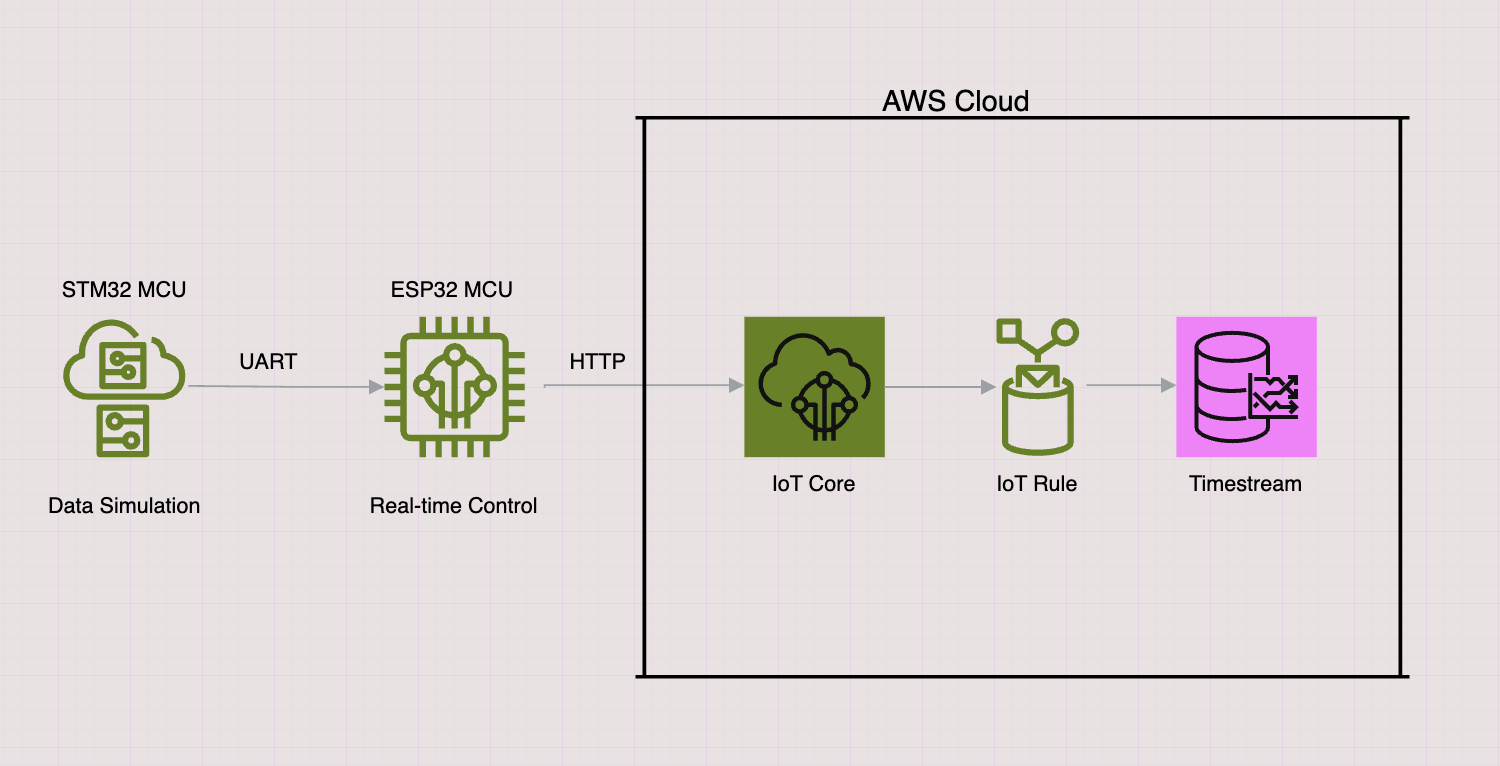 AWS Cloud
STM32 MCU
ESP32 MCU
UART
HTTP
IoT Core
IoT Rule
Timestream
Data Simulation
Real-time Control